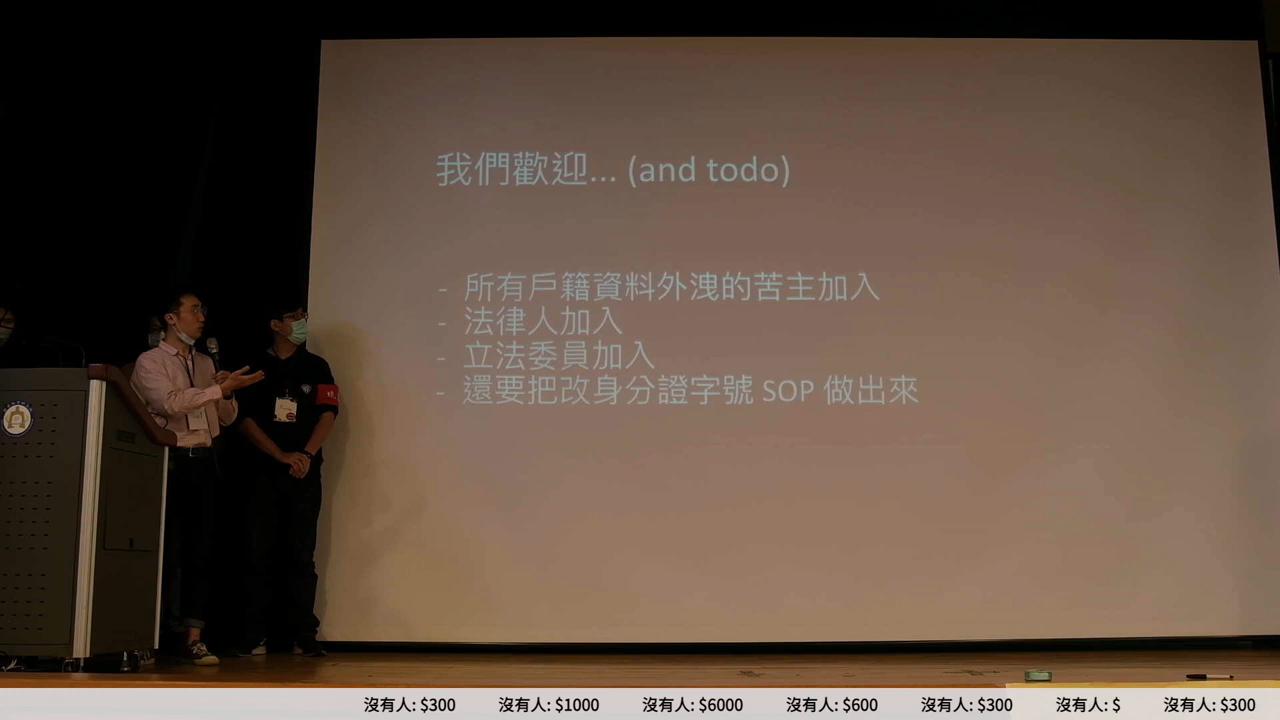 我們歡迎... (and todo)
- 所有戶籍資料外洩的苦主加入
- 法律人加入
- 立法委員加入
- 還要把改身分證字號 SOP 做出來
沒有人: $300 沒有人: $1000 沒有人: $6000 沒有人: $600 沒有人: $300 沒有人: $ 沒有人: $300